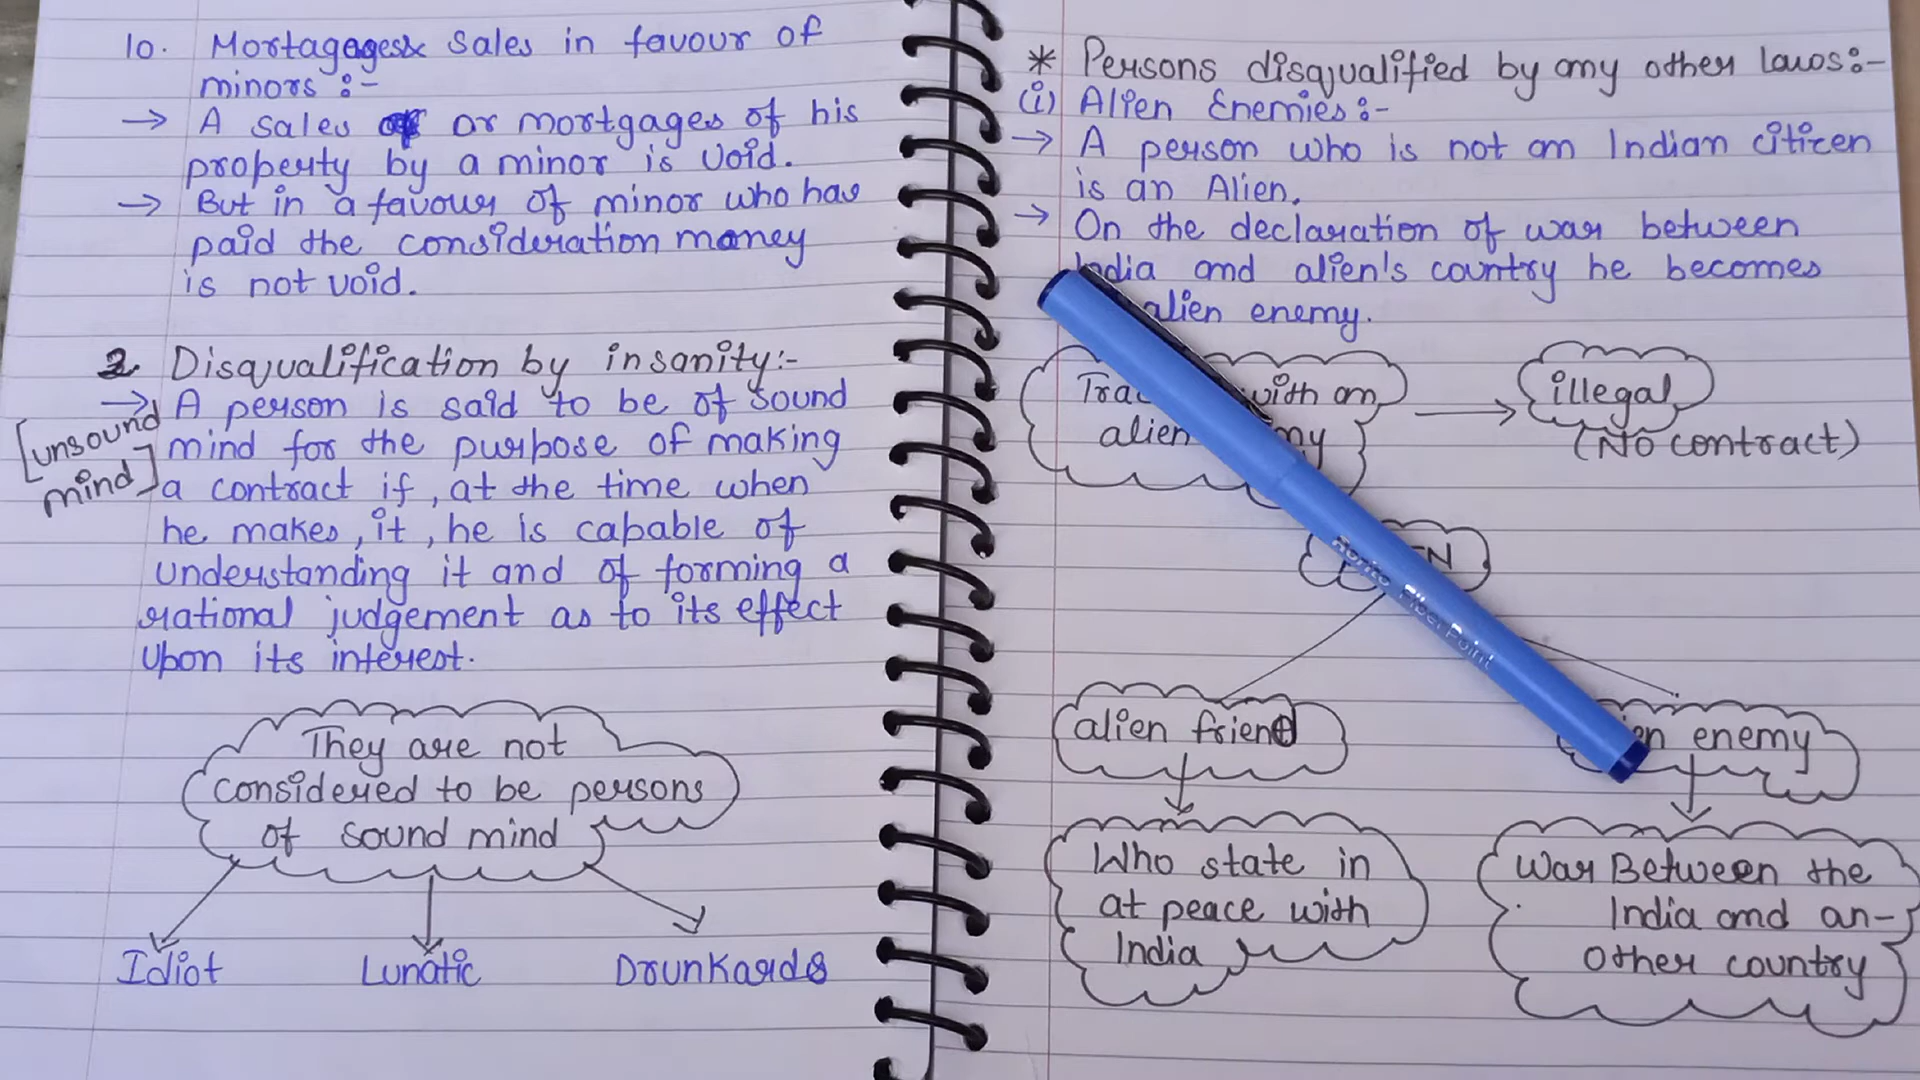 10. Mortagages& Sales in favour of
minors :-
→ A sales or mortgages of his
property by a minor is void.
→ But in a favour of minor who has
paid the consideration money
is not void.
2. Disqualification by insanity:-
→ A person is said to be of sound
[unsound mind]
mind for the purpose of making
a contract if, at the time when
he makes, it, he is capable of
understanding it and of forming a
rational judgement as to its effect
upon its interest.
They are not
considered to be persons
of sound mind
Idiot Lunatic Drunkards
* Persons disqualified by any other laws:-
(i) Alien Enemies:-
→ A person who is not an Indian citizen
is an Alien.
→ On the declaration of war between
India and alien's country he becomes
alien enemy.
with an
alien
illegal
(No contract)
alien friend
enemy
Who state in
at peace with
India
War Between the
India and an-
other country
Rorito Fiber Point